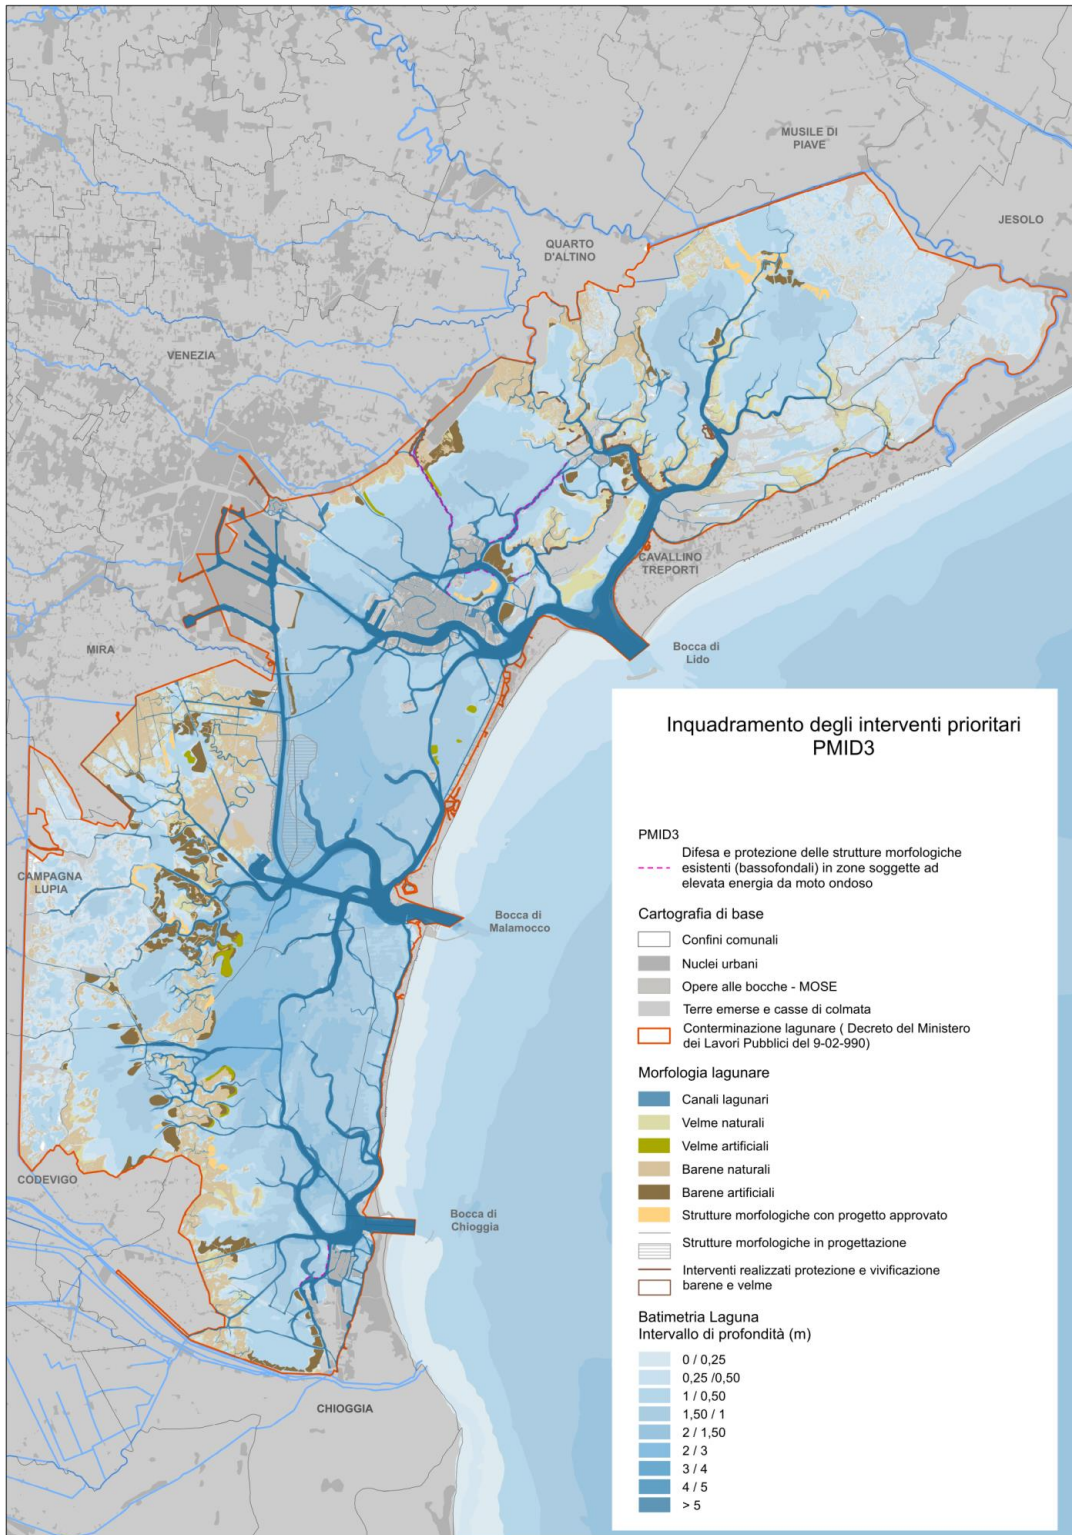 MUSILE DI
PIAVE
JESOLO
QUARTO
D'ALTINO
VENEZIA
CAVALLINO
TREPORTI
MIRA
Bocca di
Lido
CAMPAGNA
LUPIA
Bocca di
Malamocco
CODEVIGO
Bocca di
Chioggia
CHIOGGIA
Inquadramento degli interventi prioritari
PMID3
PMID3
Difesa e protezione delle strutture morfologiche
esistenti (bassofondali) in zone soggette ad
elevata energia da moto ondoso
Cartografia di base
Confini comunali
Nuclei urbani
Opere alle bocche - MOSE
Terre emerse e casse di colmata
Conterminazione lagunare ( Decreto del Ministero
dei Lavori Pubblici del 9-02-990)
Morfologia lagunare
Canali lagunari
Velme naturali
Velme artificiali
Barene naturali
Barene artificiali
Strutture morfologiche con progetto approvato
Strutture morfologiche in progettazione
Interventi realizzati protezione e vivificazione
barene e velme
Batimetria Laguna
Intervallo di profondità (m)
0 / 0,25
0,25 /0,50
1 / 0,50
1,50 / 1
2 / 1,50
2 / 3
3 / 4
4 / 5
> 5